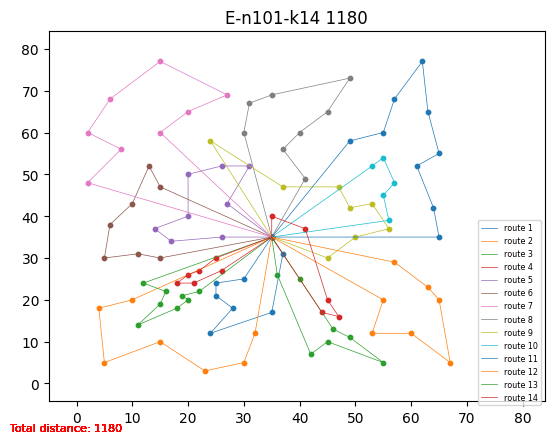 E-n101-k14 1180
80
70
60
50
40
30
20
10
0
0 10 20 30 40 50 60 70 80
route 1
route 2
route 3
route 4
route 5
route 6
route 7
route 8
route 9
route 10
route 11
route 12
route 13
route 14
Total distance: 1180